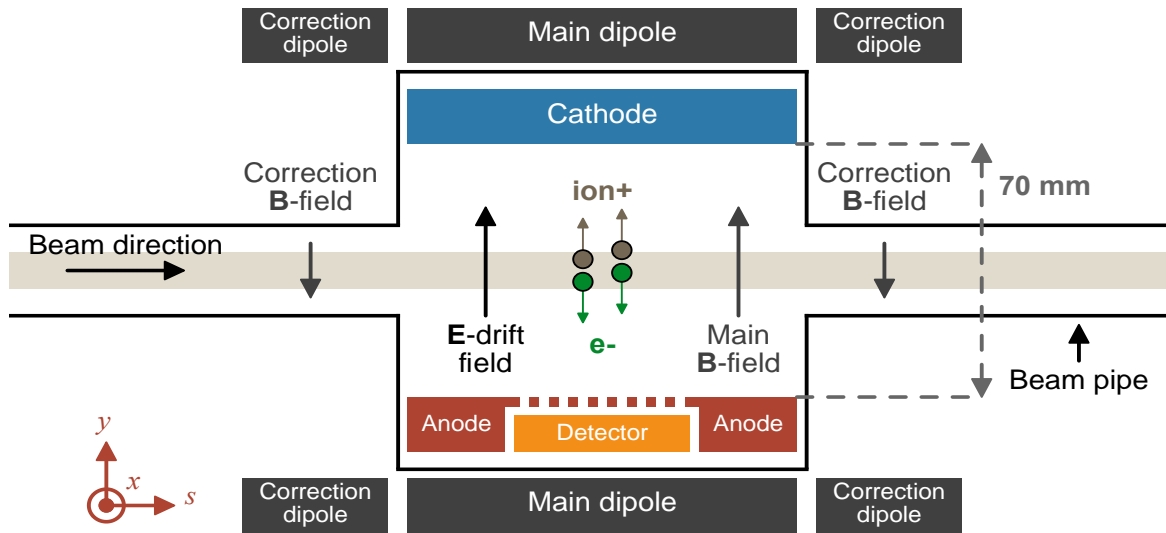 Correction
dipole
Main dipole
Correction
dipole
Cathode
Correction
B-field
ion+
Correction
B-field
70 mm
Beam direction
E-drift
field
e-
Main
B-field
Beam pipe
Anode
Detector
Anode
y
x
s
Correction
dipole
Main dipole
Correction
dipole